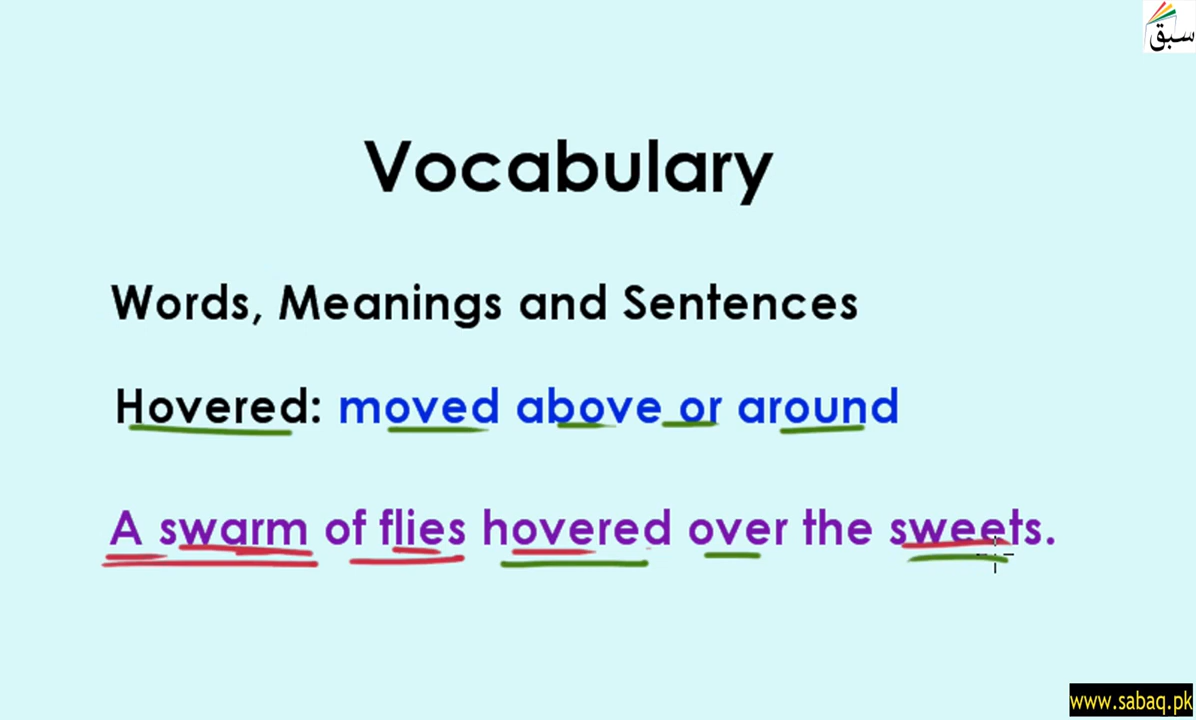 سبق
Vocabulary
Words, Meanings and Sentences
Hovered: moved above or around
A swarm of flies hovered over the sweets.
www.sabaq.pk